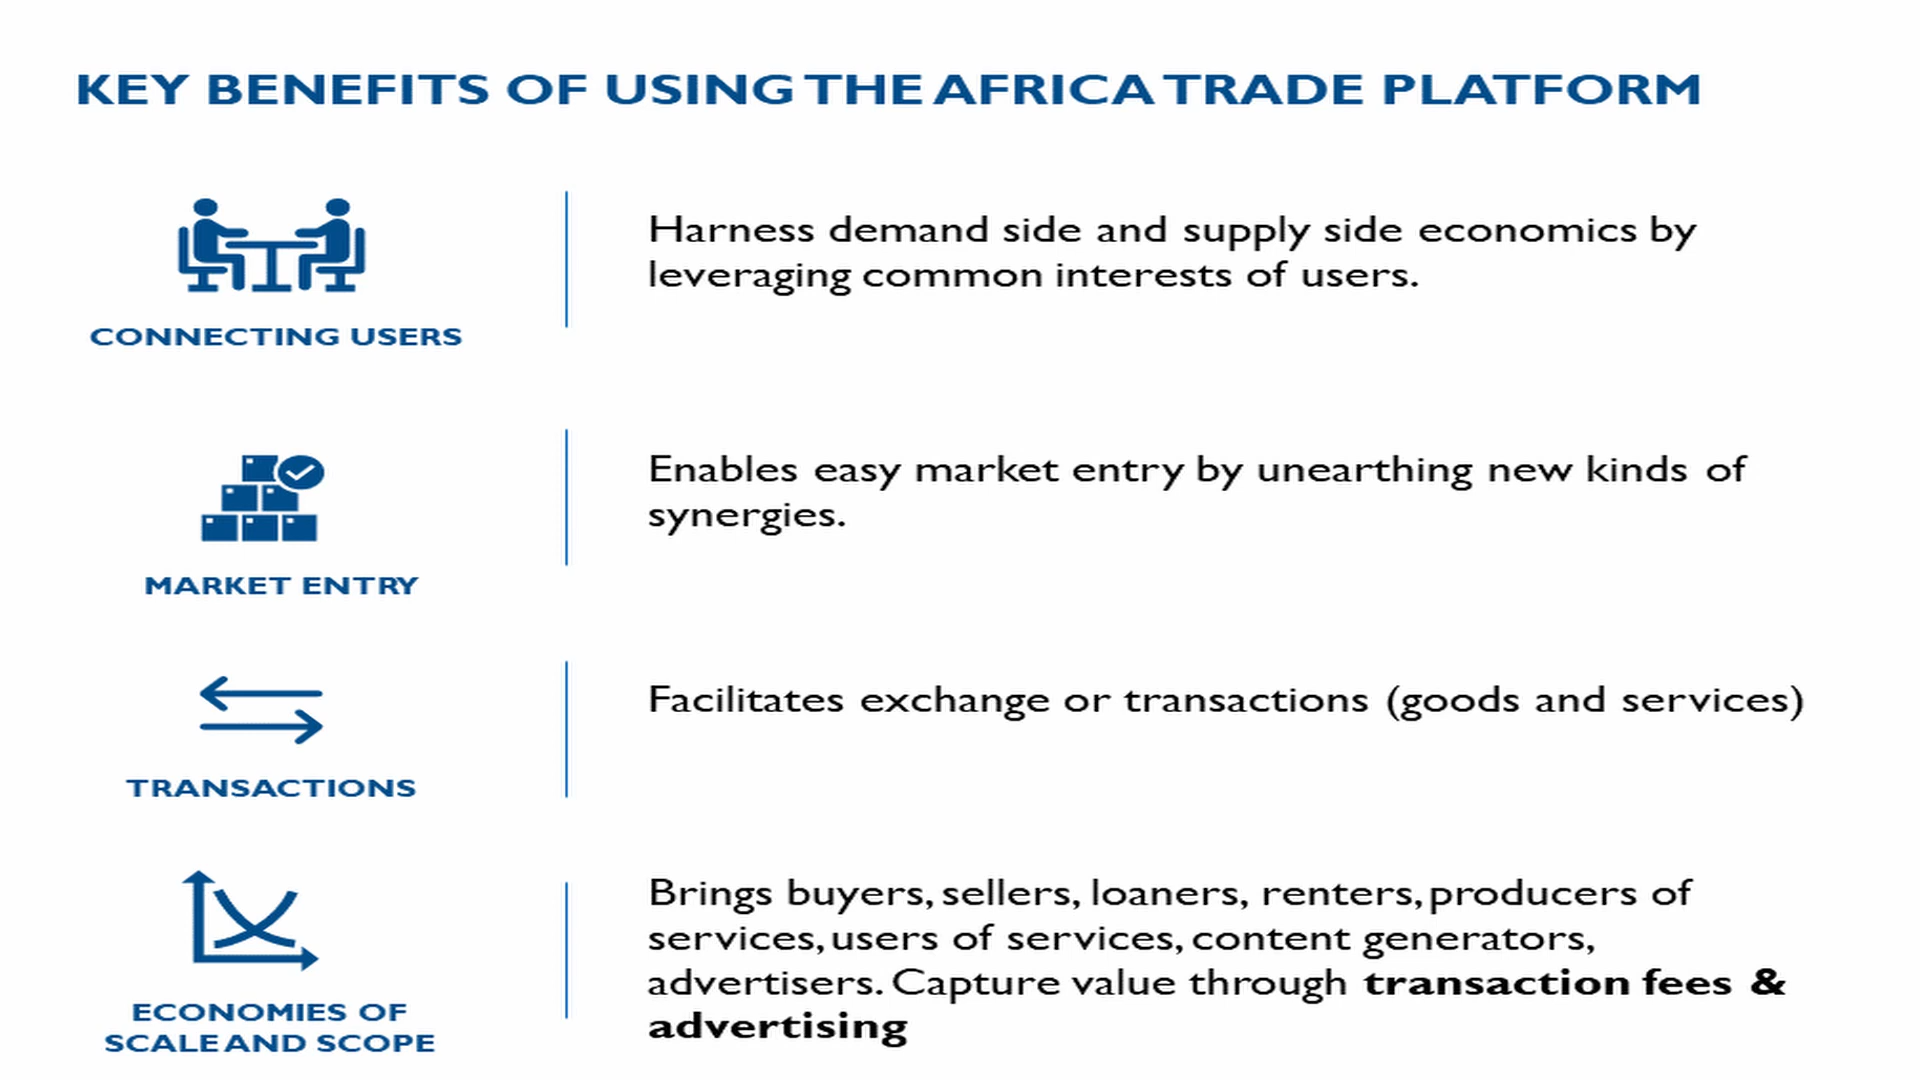 KEY BENEFITS OF USING THE AFRICA TRADE PLATFORM
CONNECTING USERS
Harness demand side and supply side economics by
leveraging common interests of users.
MARKET ENTRY
Enables easy market entry by unearthing new kinds of
synergies.
TRANSACTIONS
Facilitates exchange or transactions (goods and services)
ECONOMIES OF
SCALE AND SCOPE
Brings buyers, sellers, loaners, renters, producers of
services, users of services, content generators,
advertisers. Capture value through transaction fees &
advertising